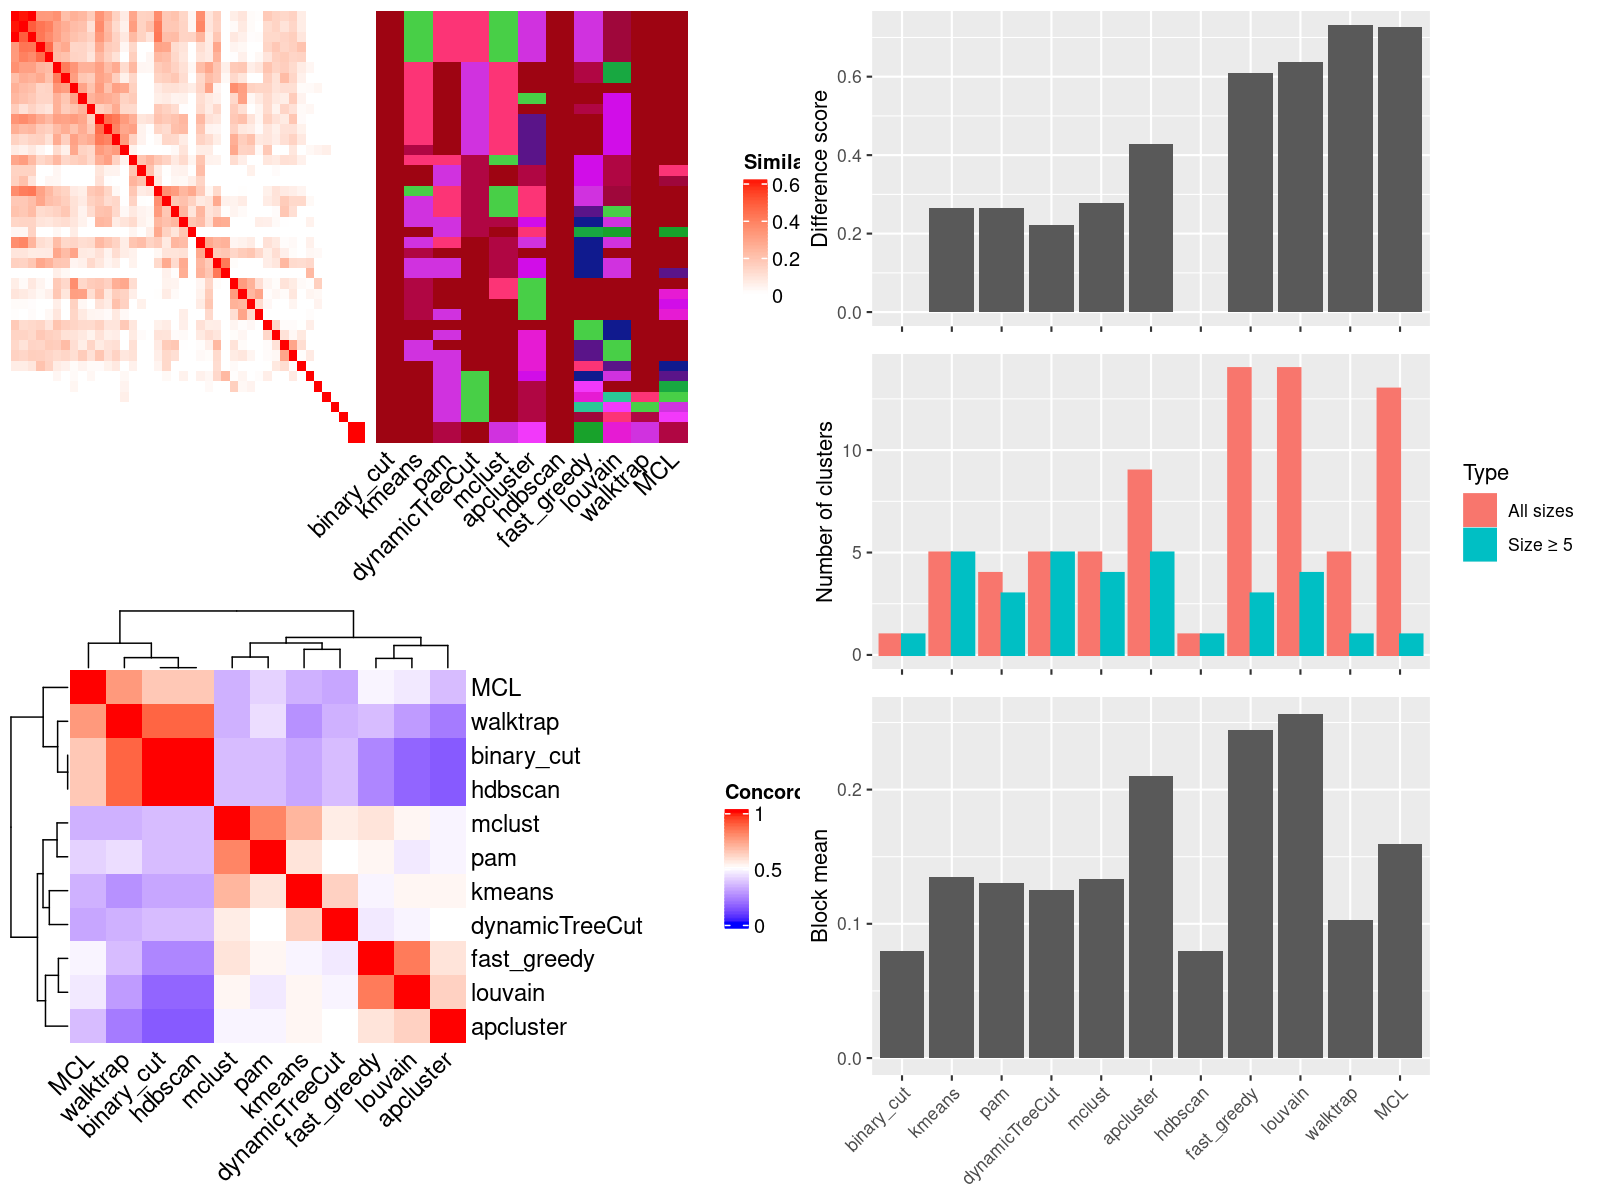 Simila
0.6
0.4
0.2
0
binary_cut
kmeans
pam
dynamicTreeCut
mclust
apcluster
hdbscan
fast_greedy
louvain
walktrap
MCL
MCL
walktrap
binary_cut
hdbscan
mclust
pam
kmeans
dynamicTreeCut
fast_greedy
louvain
apcluster
MCL
walktrap
binary_cut
hdbscan
mclust
pam
kmeans
dynamicTreeCut
fast_greedy
louvain
apcluster
Concord
1
0.5
0
Difference score
0.6
0.4
0.2
0.0
Number of clusters
10
5
0
Type
All sizes
Size ≥ 5
Block mean
0.2
0.1
0.0
binary_cut
kmeans
pam
dynamicTreeCut
mclust
apcluster
hdbscan
fast_greedy
louvain
walktrap
MCL